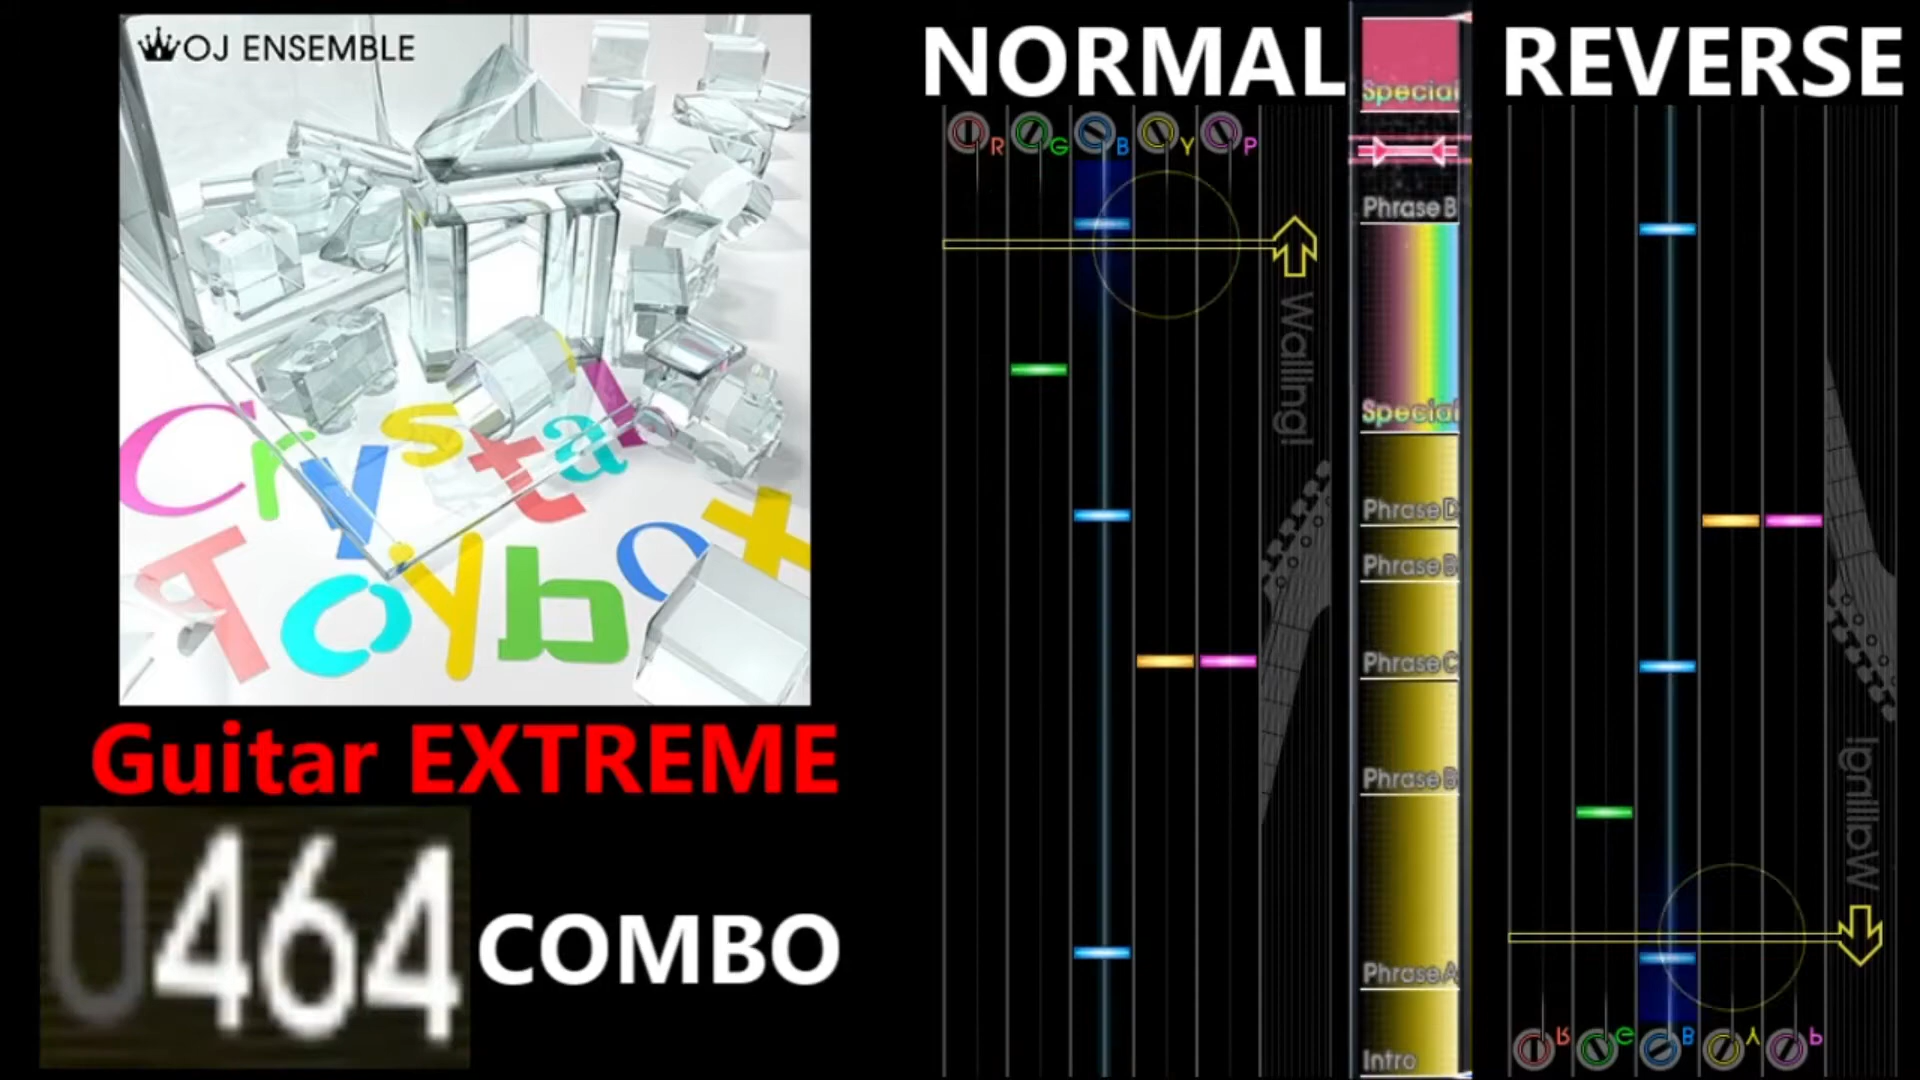 OJ ENSEMBLE
Crystal
Toybox
Guitar EXTREME
0464 COMBO
NORMAL
R G B Y P
Wailing!
Special
Phrase B
Special
Phrase D
Phrase B
Phrase C
Phrase B
Phrase A
Intro
REVERSE
Wailing!
R G B Y P